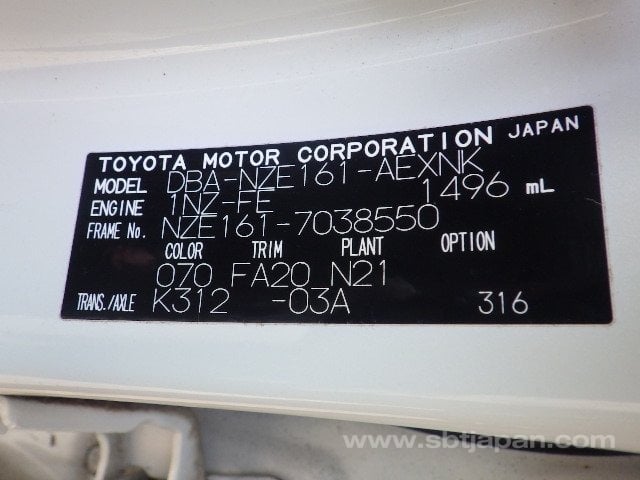 TOYOTA MOTOR CORPORATION JAPAN
MODEL DBA-NZE161-AEXNK
ENGINE 1NZ-FE 1496 mL
FRAME No. NZE161-7038550
COLOR TRIM PLANT OPTION
070 FA20 N21
TRANS./AXLE K312 -03A 316
www.sbtjapan.com